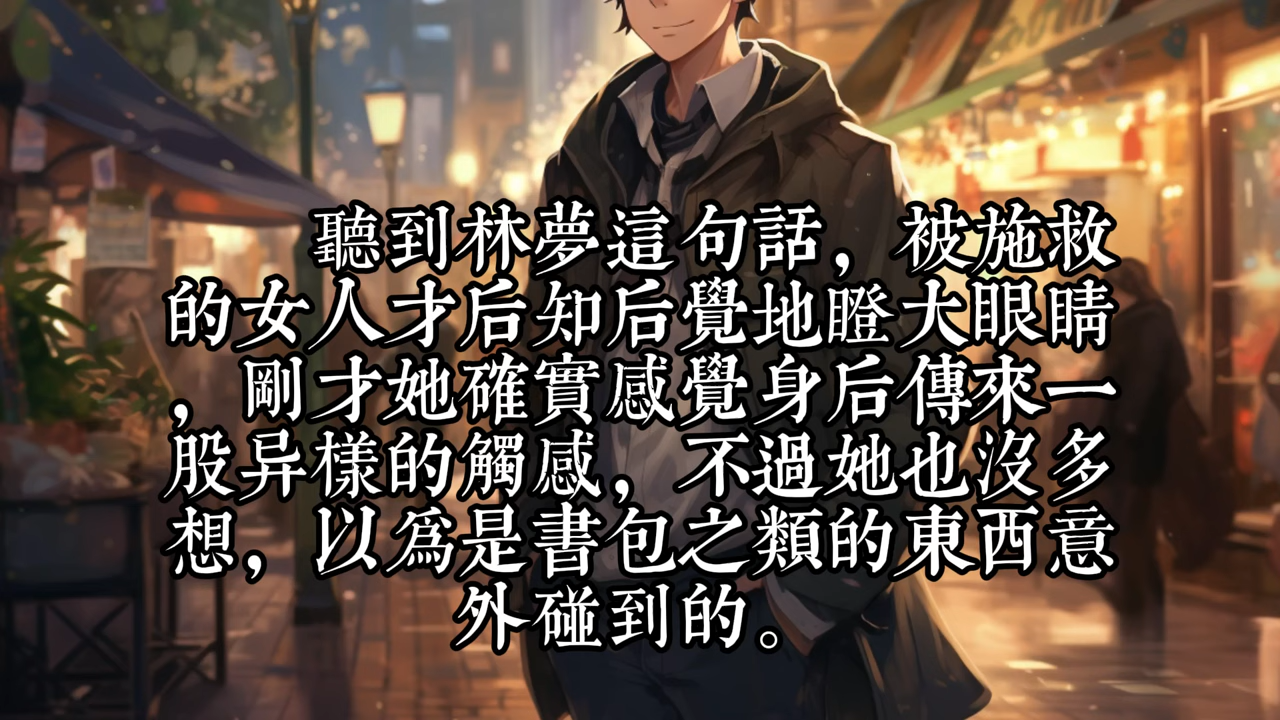 聽到林夢這句話，被施救
的女人才后知后覺地瞪大眼睛
，剛才她確實感覺身后傳來一
股异樣的觸感，不過她也沒多
想，以爲是書包之類的東西意
外碰到的。